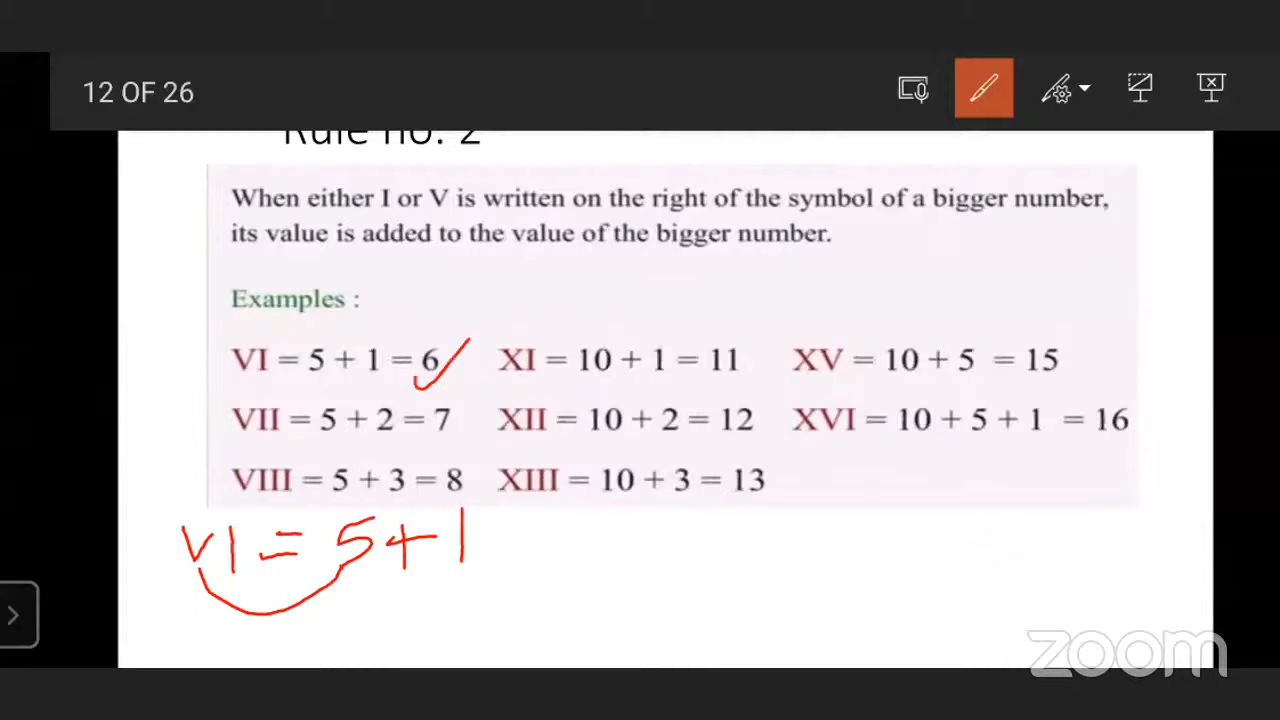 12 OF 26
Rule no. 2
When either I or V is written on the right of the symbol of a bigger number,
its value is added to the value of the bigger number.
Examples :
VI = 5 + 1 = 6 XI = 10 + 1 = 11 XV = 10 + 5 = 15
VII = 5 + 2 = 7 XII = 10 + 2 = 12 XVI = 10 + 5 + 1 = 16
VIII = 5 + 3 = 8 XIII = 10 + 3 = 13
VI = 5 + 1
zoom